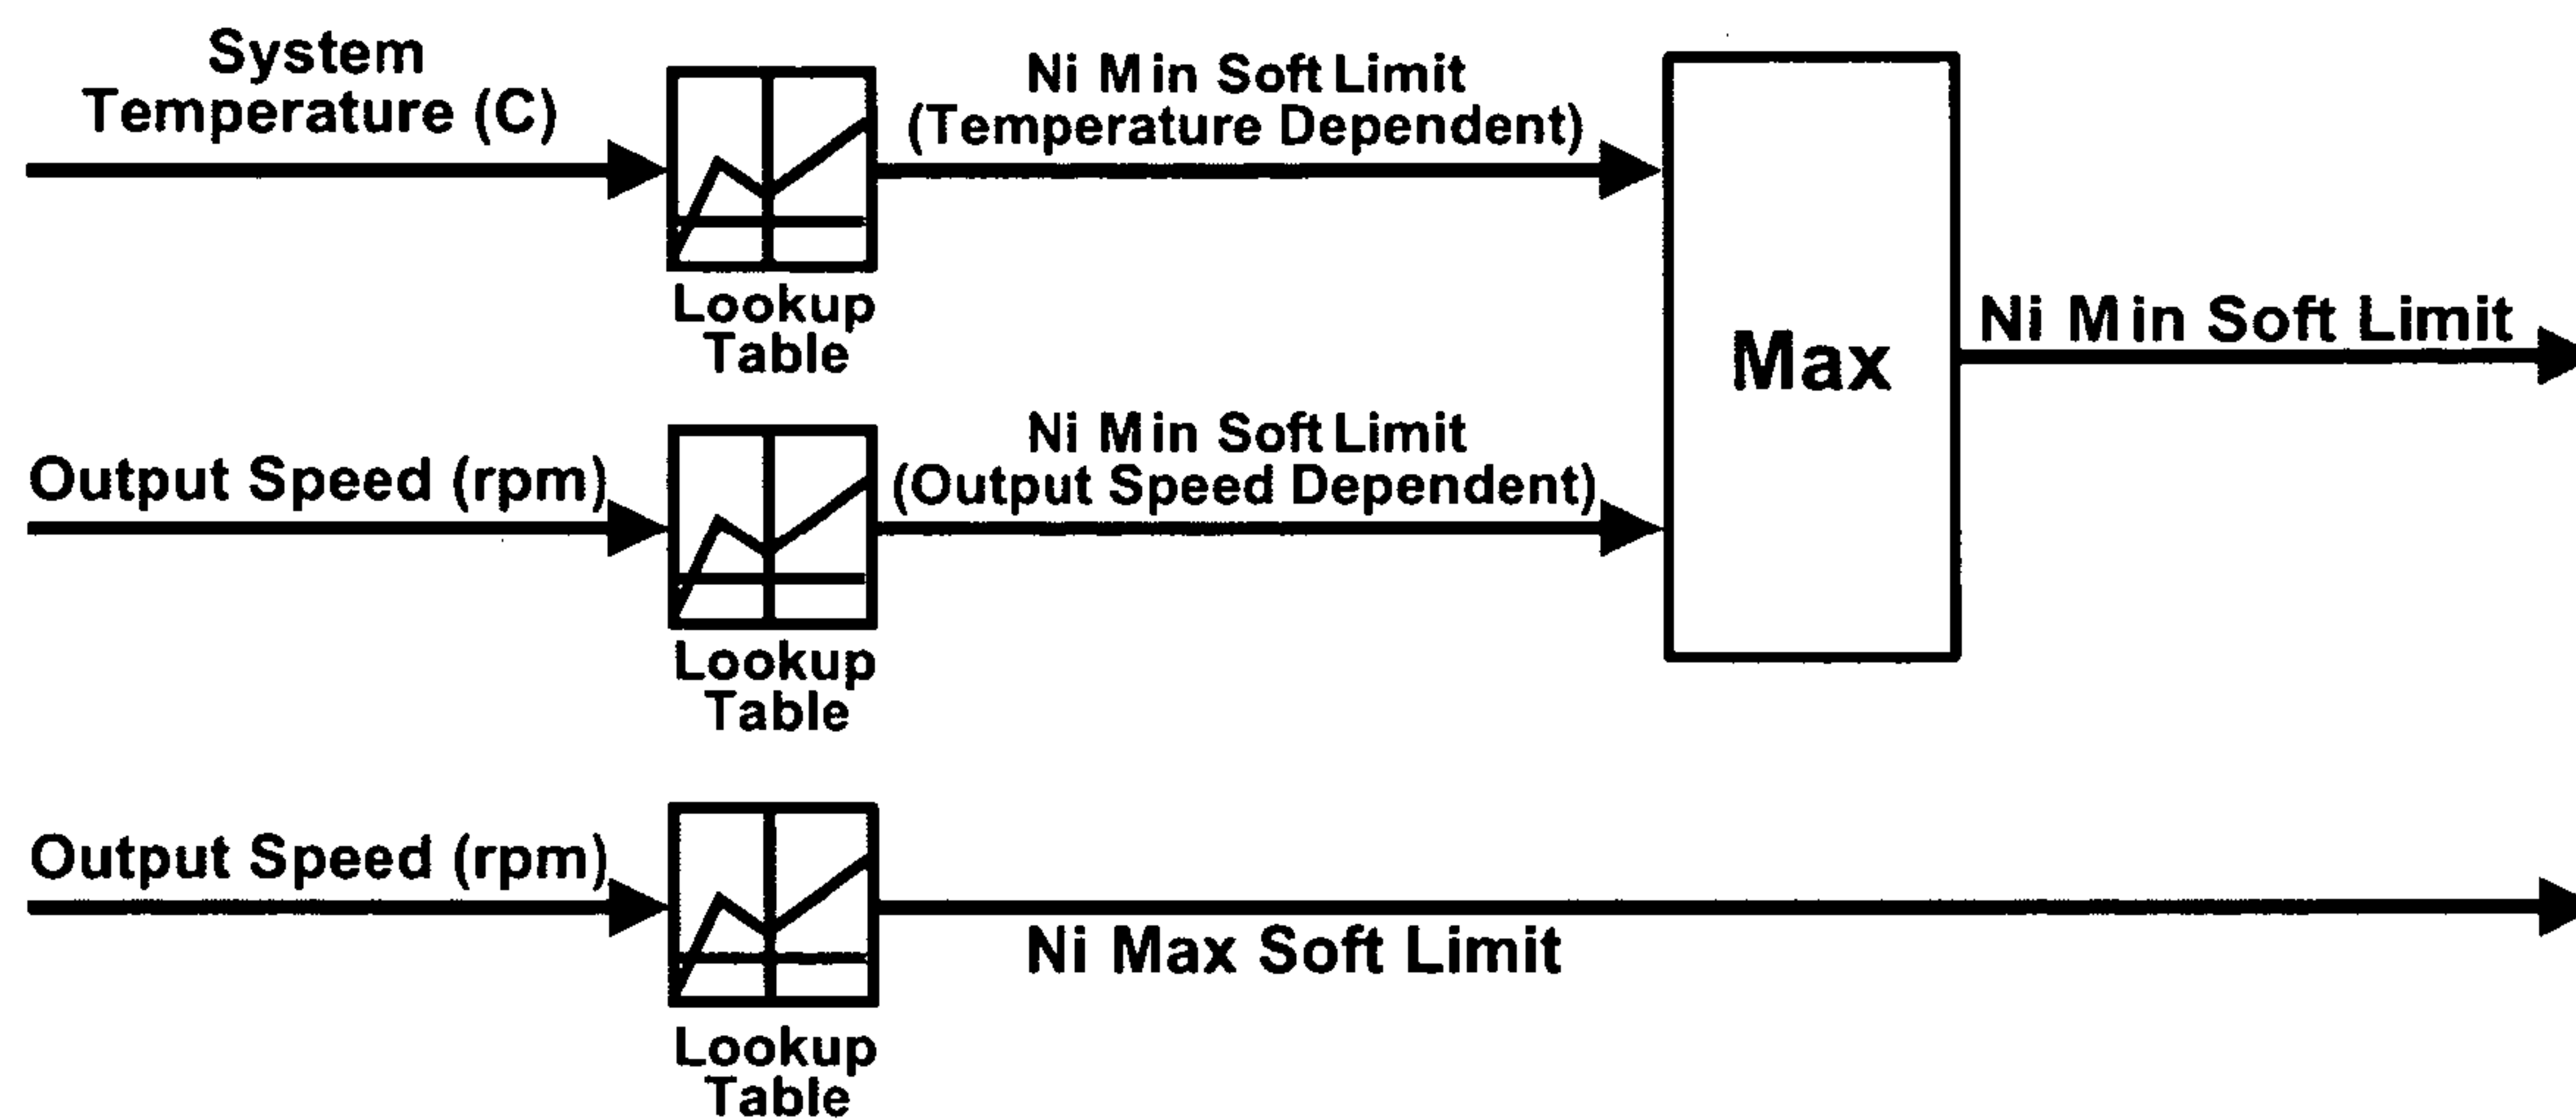 System
Temperature (C)
Ni Min Soft Limit
(Temperature Dependent)
Lookup
Table
Output Speed (rpm)
Ni Min Soft Limit
(Output Speed Dependent)
Lookup
Table
Max
Ni Min Soft Limit
Output Speed (rpm)
Ni Max Soft Limit
Lookup
Table